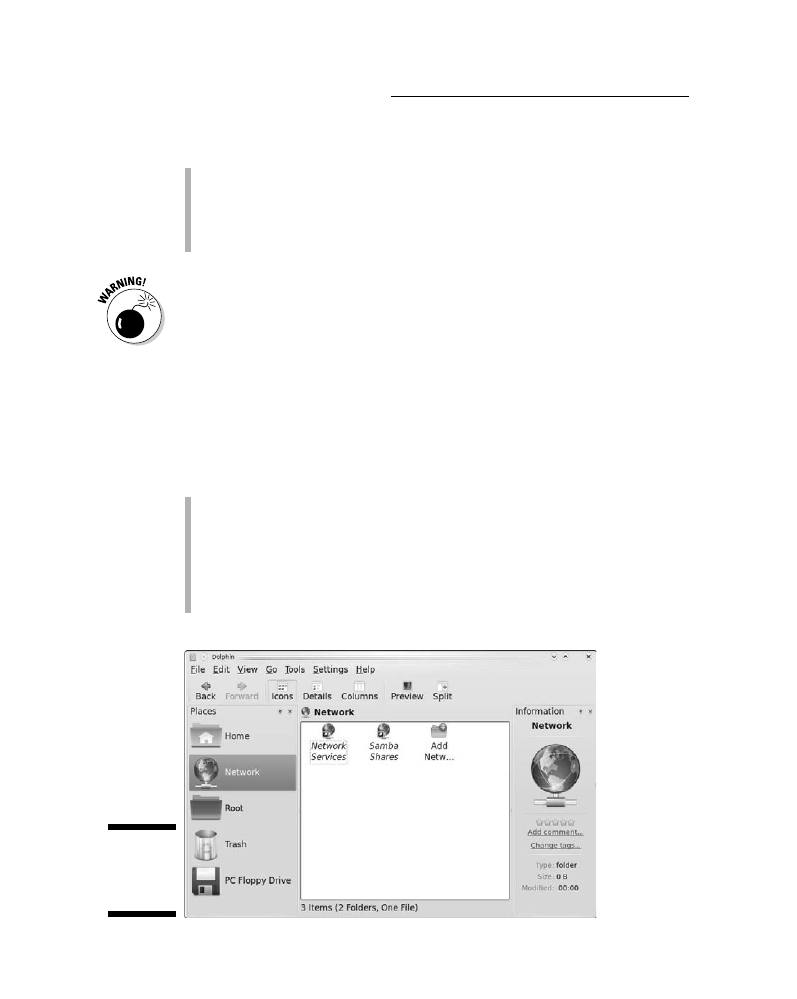 WARNING!
Dolphin
File Edit View Go Tools Settings Help
Back Forward Icons Details Columns Preview Split
Places
Home
Network
Root
Trash
PC Floppy Drive
Network
Network Services
Samba Shares
Add Netw...
3 Items (2 Folders, One File)
Information
Network
Add comment...
Change tags...
Type: folder
Size: 0 B
Modified: 00:00